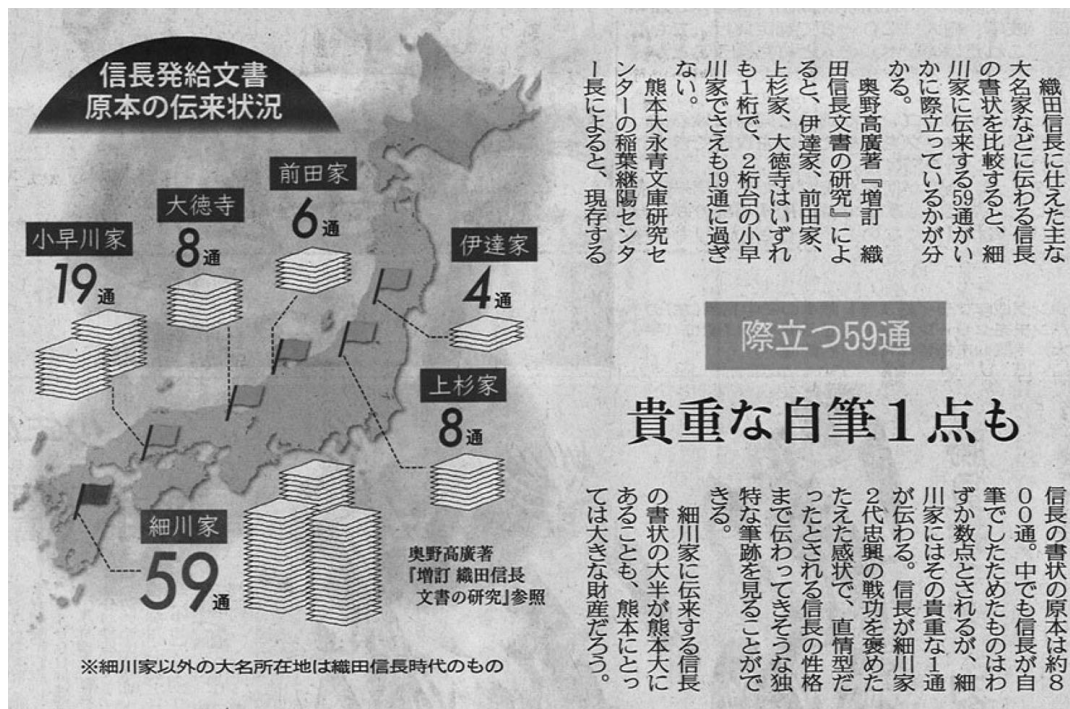 際立つ59通
貴重な自筆1点も
織田信長に仕えた主な
大名家などに伝わる信長
の書状を比較すると、細
川家に伝来する59通がい
かに際立っているかが分
かる。
奥野高廣著『増訂　織
田信長文書の研究』によ
ると、伊達家、前田家、
上杉家、大徳寺はいずれ
も1桁で、2桁台の小早
川家でさえも19通に過ぎ
ない。
熊本大永青文庫研究セ
ンターの稲葉継陽センタ
ー長によると、現存する
信長の書状の原本は約8
00通。中でも信長が自
筆でしたためたものはわ
ずか数点とされるが、細
川家にはその貴重な1通
が伝わる。信長が細川家
2代忠興の戦功を褒めた
たえた感状で、直情型だ
ったとされる信長の性格
まで伝わってきそうな独
特な筆跡を見ることがで
きる。
細川家に伝来する信長
の書状の大半が熊本大に
あることも、熊本にとっ
ては大きな財産だろう。
信長発給文書
原本の伝来状況
前田家
6通
大徳寺
8通
小早川家
19通
伊達家
4通
上杉家
8通
細川家
59通
奥野高廣著
『増訂 織田信長
文書の研究』参照
※細川家以外の大名所在地は織田信長時代のもの